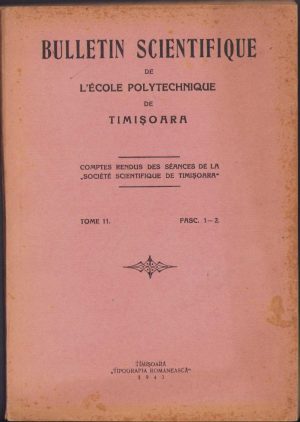 BULLETIN SCIENTIFIQUE
DE
L'ÉCOLE POLYTECHNIQUE
DE
TIMIŞOARA
COMPTES RENDUS DES SÉANCES DE LA
„SOCIÉTÉ SCIENTIFIQUE DE TIMIŞOARA"
TOME 11. FASC. 1—2.
TIMIŞOARA
„TIPOGRAFIA ROMANEASCĂ"